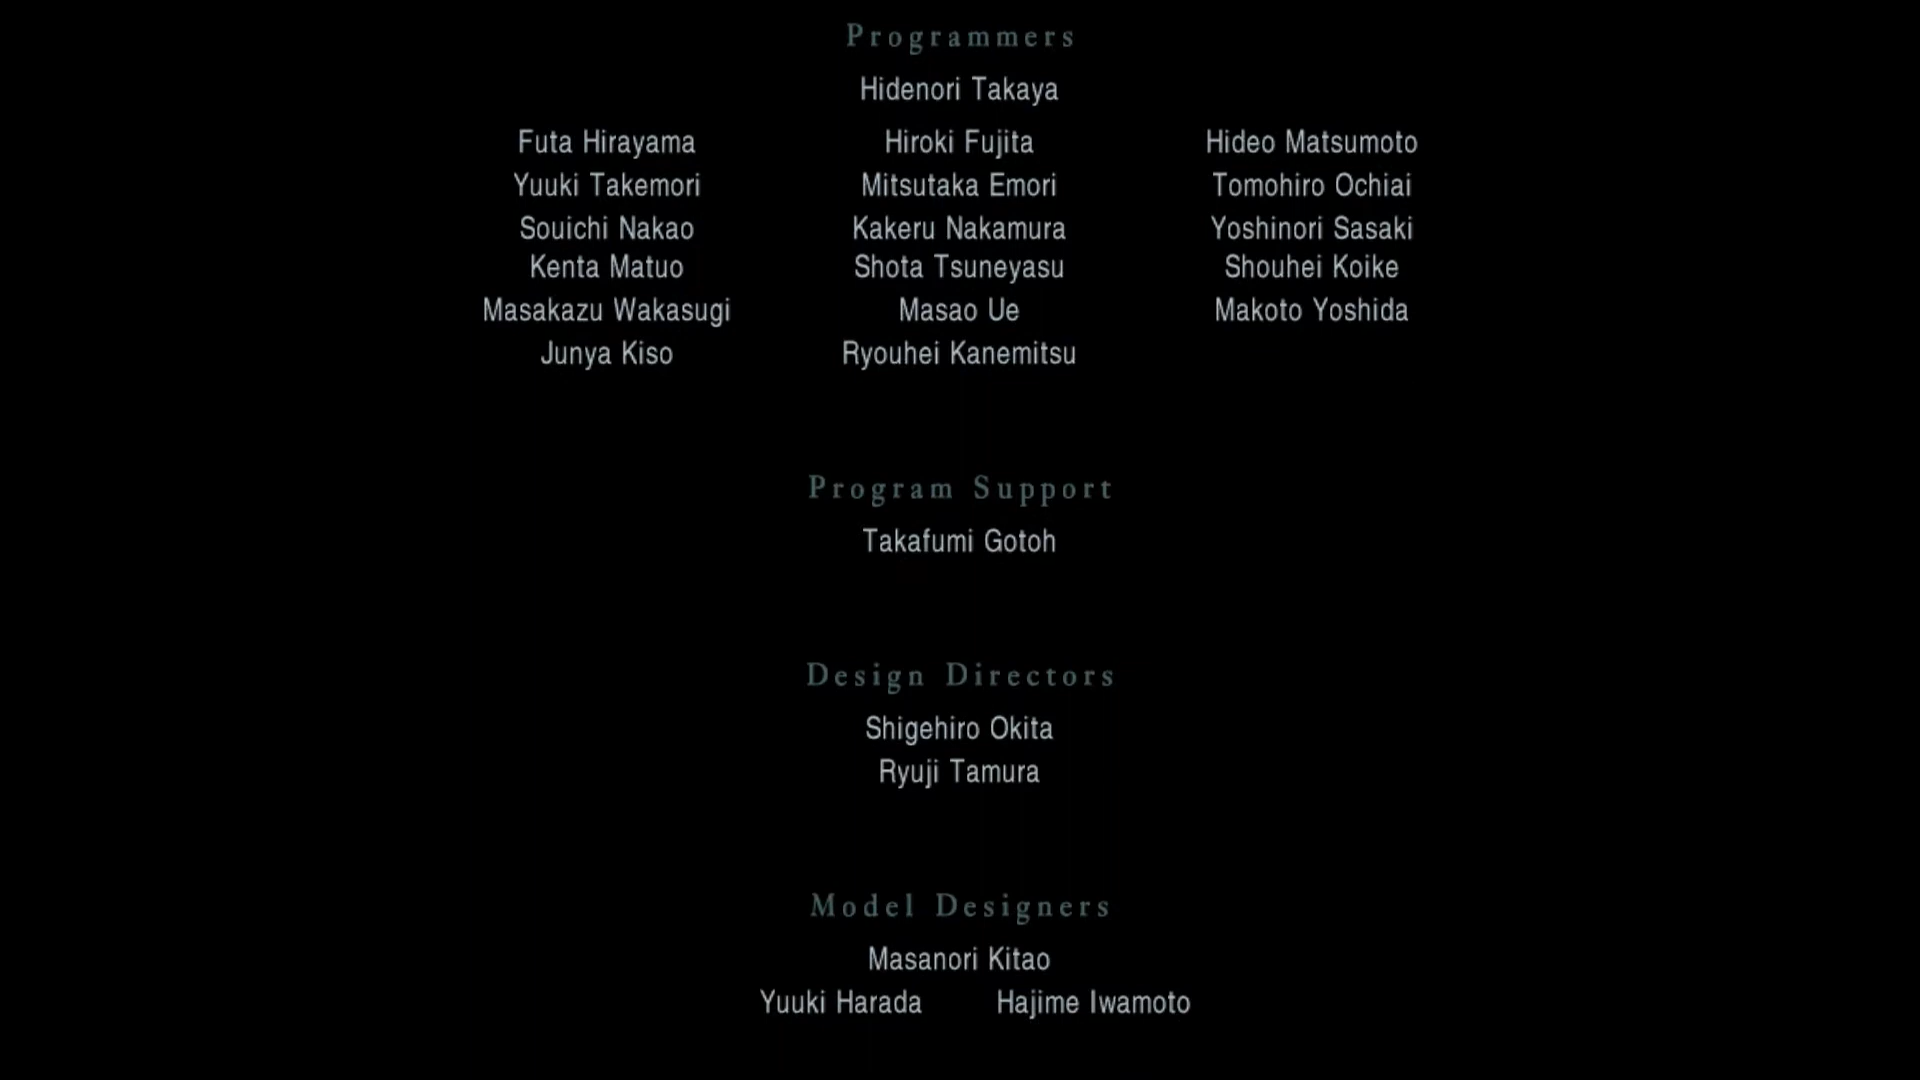 Programmers
Hidenori Takaya
Futa Hirayama Hiroki Fujita Hideo Matsumoto
Yuuki Takemori Mitsutaka Emori Tomohiro Ochiai
Souichi Nakao Kakeru Nakamura Yoshinori Sasaki
Kenta Matuo Shota Tsuneyasu Shouhei Koike
Masakazu Wakasugi Masao Ue Makoto Yoshida
Junya Kiso Ryouhei Kanemitsu
Program Support
Takafumi Gotoh
Design Directors
Shigehiro Okita
Ryuji Tamura
Model Designers
Masanori Kitao
Yuuki Harada Hajime Iwamoto